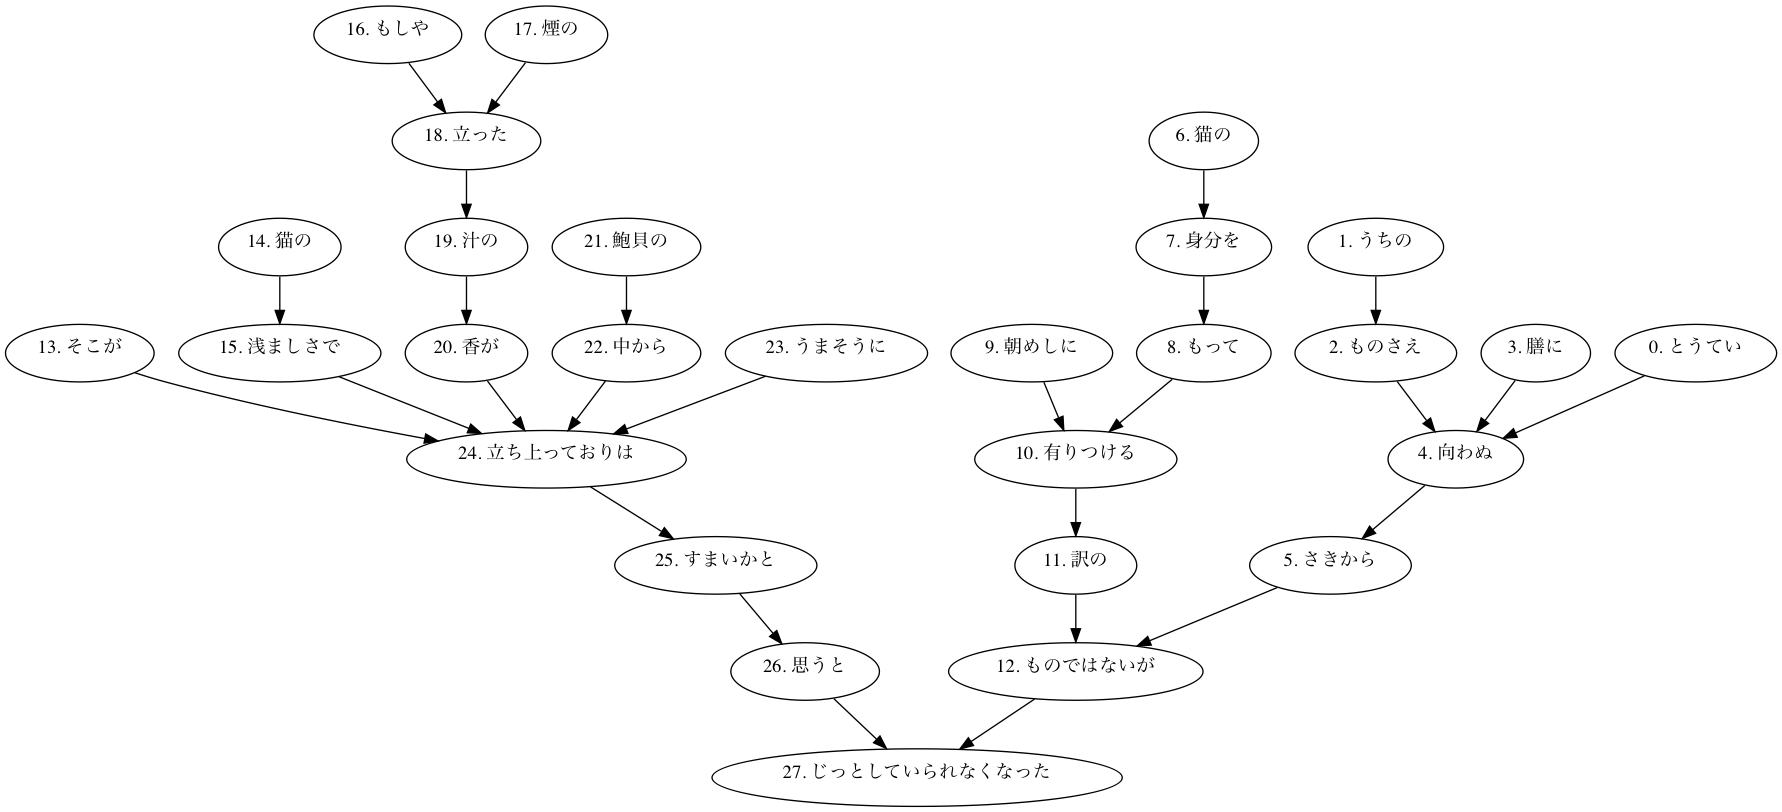 16. もしや
17. 煙の
18. 立った
6. 猫の
14. 猫の
19. 汁の
21. 鮑貝の
7. 身分を
1. うちの
13. そこが
15. 浅ましさで
20. 香が
22. 中から
23. うまそうに
9. 朝めしに
8. もって
2. ものさえ
3. 膳に
0. とうてい
24. 立ち上っておりは
10. 有りつける
4. 向わぬ
25. すまいかと
11. 訳の
5. さきから
26. 思うと
12. ものではないが
27. じっとしていられなくなった